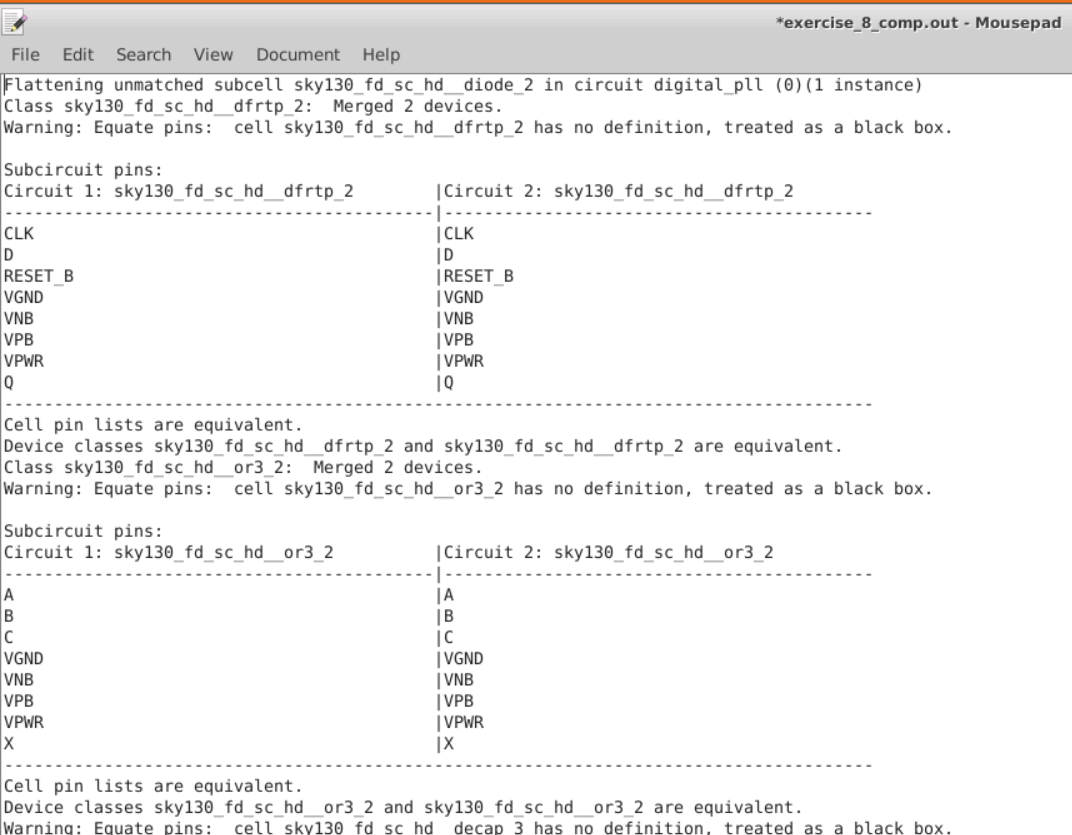 *exercise_8_comp.out - Mousepad
File Edit Search View Document Help
Flattening unmatched subcell sky130_fd_sc_hd__diode_2 in circuit digital_pll (0)(1 instance)
Class sky130_fd_sc_hd__dfrtp_2:  Merged 2 devices.
Warning: Equate pins:  cell sky130_fd_sc_hd__dfrtp_2 has no definition, treated as a black box.
Subcircuit pins:
Circuit 1: sky130_fd_sc_hd__dfrtp_2        |Circuit 2: sky130_fd_sc_hd__dfrtp_2
-------------------------------------------|-------------------------------------------
CLK                                        |CLK
D                                          |D
RESET_B                                    |RESET_B
VGND                                       |VGND
VNB                                        |VNB
VPB                                        |VPB
VPWR                                       |VPWR
Q                                          |Q
---------------------------------------------------------------------------------------
Cell pin lists are equivalent.
Device classes sky130_fd_sc_hd__dfrtp_2 and sky130_fd_sc_hd__dfrtp_2 are equivalent.
Class sky130_fd_sc_hd__or3_2:  Merged 2 devices.
Warning: Equate pins:  cell sky130_fd_sc_hd__or3_2 has no definition, treated as a black box.
Subcircuit pins:
Circuit 1: sky130_fd_sc_hd__or3_2          |Circuit 2: sky130_fd_sc_hd__or3_2
-------------------------------------------|-------------------------------------------
A                                          |A
B                                          |B
C                                          |C
VGND                                       |VGND
VNB                                        |VNB
VPB                                        |VPB
VPWR                                       |VPWR
X                                          |X
---------------------------------------------------------------------------------------
Cell pin lists are equivalent.
Device classes sky130_fd_sc_hd__or3_2 and sky130_fd_sc_hd__or3_2 are equivalent.
Warning: Equate pins:  cell sky130_fd_sc_hd__decap_3 has no definition, treated as a black box.